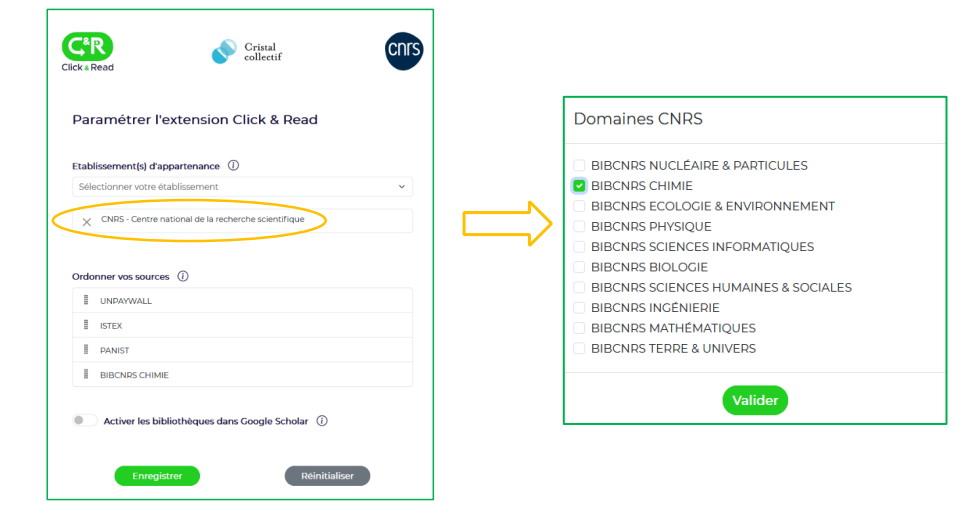 C&R
Click & Read
Cristal
collectif
cnrs
Paramétrer l'extension Click & Read
Etablissement(s) d'appartenance i
Sélectionner votre établissement
CNRS - Centre national de la recherche scientifique
Ordonner vos sources i
UNPAYWALL
ISTEX
PANIST
BIBCNRS CHIMIE
Activer les bibliothèques dans Google Scholar i
Enregistrer
Réinitialiser
Domaines CNRS
BIBCNRS NUCLÉAIRE & PARTICULES
BIBCNRS CHIMIE
BIBCNRS ECOLOGIE & ENVIRONNEMENT
BIBCNRS PHYSIQUE
BIBCNRS SCIENCES INFORMATIQUES
BIBCNRS BIOLOGIE
BIBCNRS SCIENCES HUMAINES & SOCIALES
BIBCNRS INGÉNIERIE
BIBCNRS MATHÉMATIQUES
BIBCNRS TERRE & UNIVERS
Valider